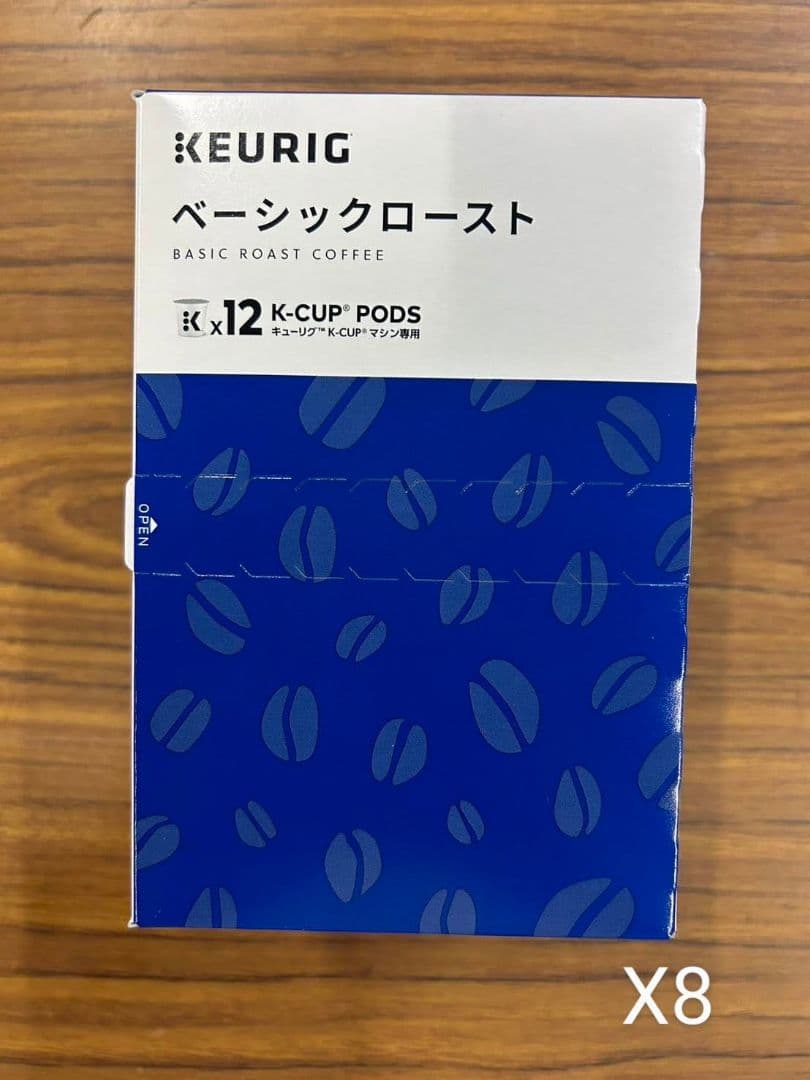 KEURIG
ベーシックロースト
BASIC ROAST COFFEE
x12 K-CUP® PODS
キューリグ™ K-CUP® マシン専用
OPEN
X8